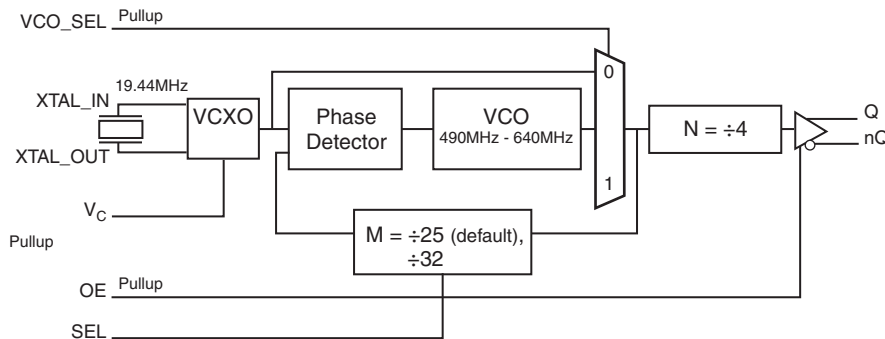 VCO_SEL Pullup
0
19.44MHz
XTAL_IN
VCXO
Phase
Detector
VCO
490MHz - 640MHz
N = ÷4
Q
nQ
XTAL_OUT
1
VC
Pullup
M = ÷25 (default),
÷32
OE Pullup
SEL